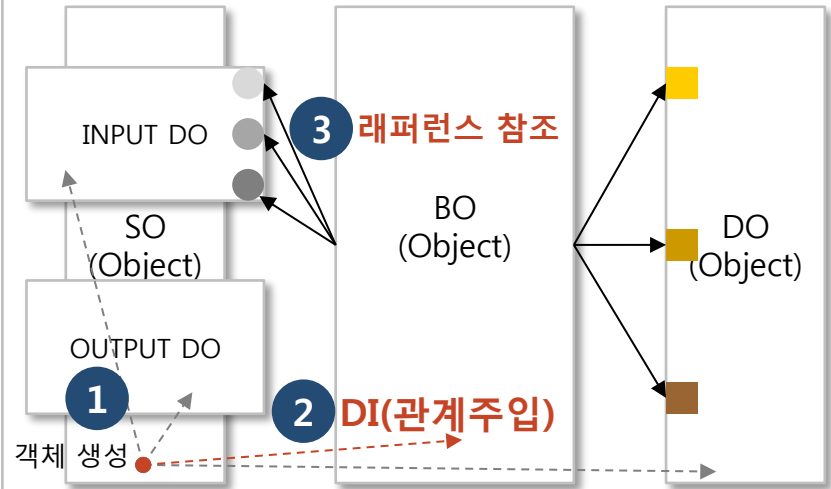 INPUT DO
3 래퍼런스 참조
SO
(Object)
BO
(Object)
DO
(Object)
OUTPUT DO
1
객체 생성
2 DI(관계주입)